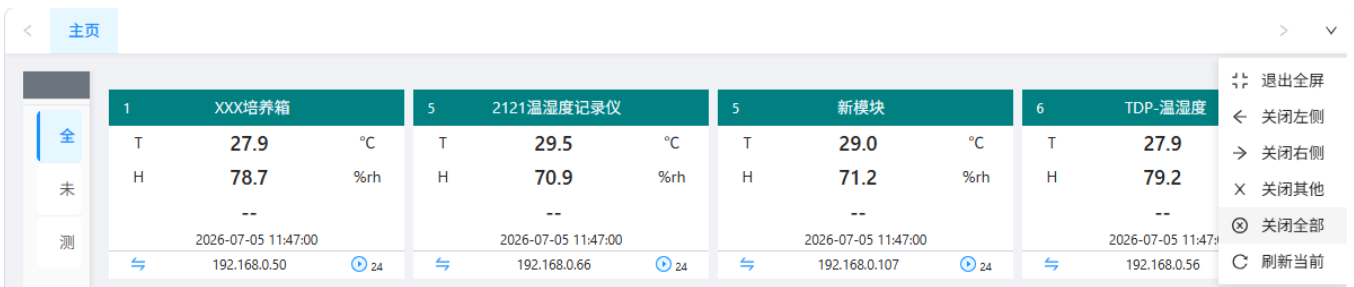 主页
退出全屏
关闭左侧
关闭右侧
关闭其他
关闭全部
刷新当前
全
未
测
1 XXX培养箱
T 27.9 ℃
H 78.7 %rh
--
2026-07-05 11:47:00
192.168.0.50 24
5 2121温湿度记录仪
T 29.5 ℃
H 70.9 %rh
--
2026-07-05 11:47:00
192.168.0.66 24
5 新模块
T 29.0 ℃
H 71.2 %rh
--
2026-07-05 11:47:00
192.168.0.107 24
6 TDP-温湿度
T 27.9
H 79.2
--
2026-07-05 11:47:
192.168.0.56